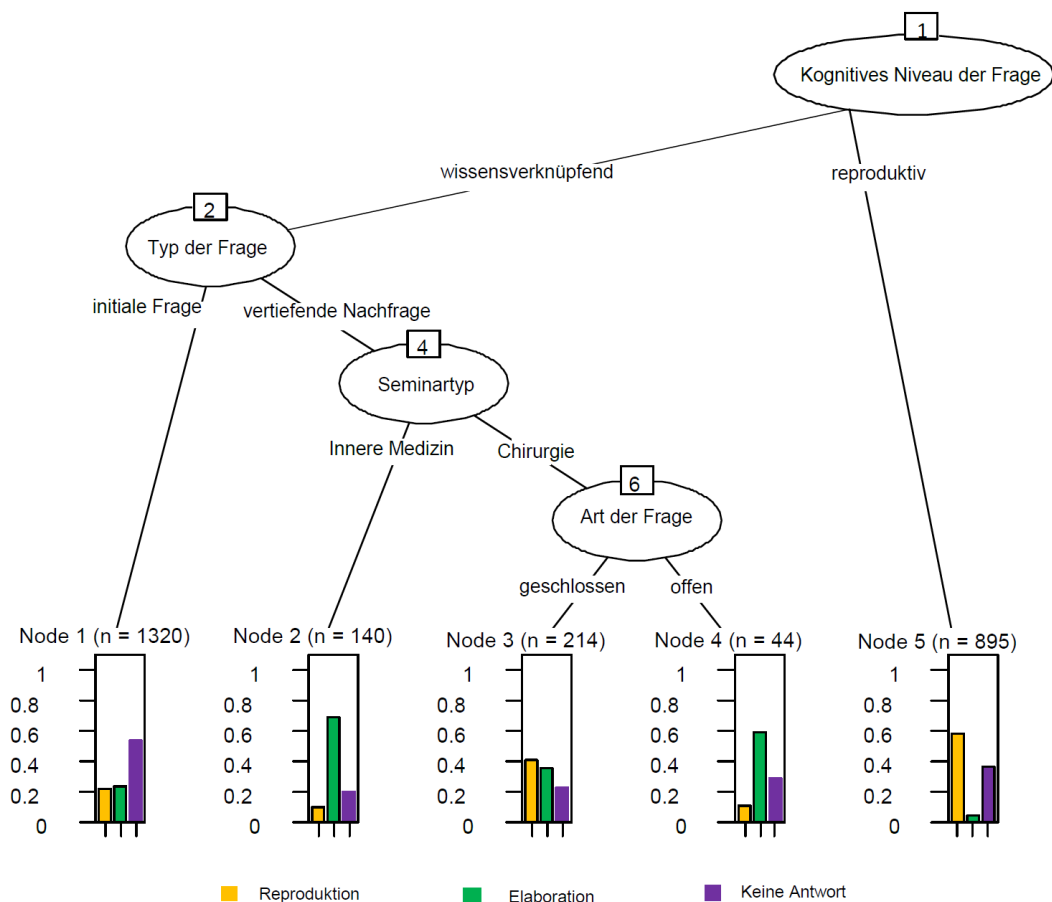 1
Kognitives Niveau der Frage
wissensverknüpfend
reproduktiv
2
Typ der Frage
initiale Frage
vertiefende Nachfrage
4
Seminartyp
Innere Medizin
Chirurgie
6
Art der Frage
geschlossen
offen
Node 1 (n = 1320)
1
0.8
0.6
0.4
0.2
0
Node 2 (n = 140)
1
0.8
0.6
0.4
0.2
0
Node 3 (n = 214)
1
0.8
0.6
0.4
0.2
0
Node 4 (n = 44)
1
0.8
0.6
0.4
0.2
0
Node 5 (n = 895)
1
0.8
0.6
0.4
0.2
0
Reproduktion
Elaboration
Keine Antwort